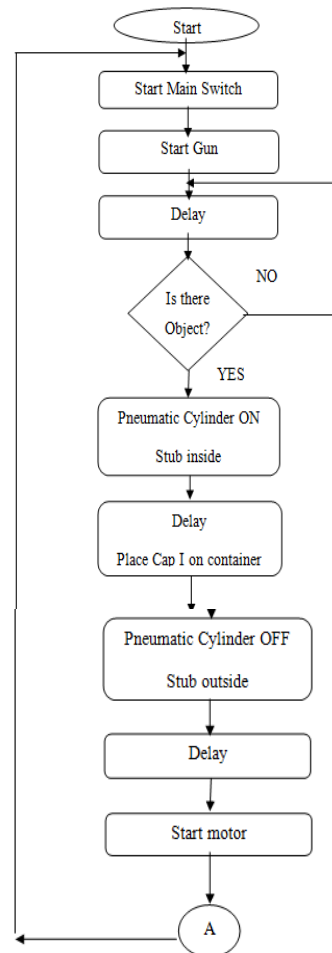 Start
Start Main Switch
Start Gun
Delay
Is there
Object?
NO
YES
Pneumatic Cylinder ON
Stub inside
Delay
Place Cap I on container
Pneumatic Cylinder OFF
Stub outside
Delay
Start motor
A